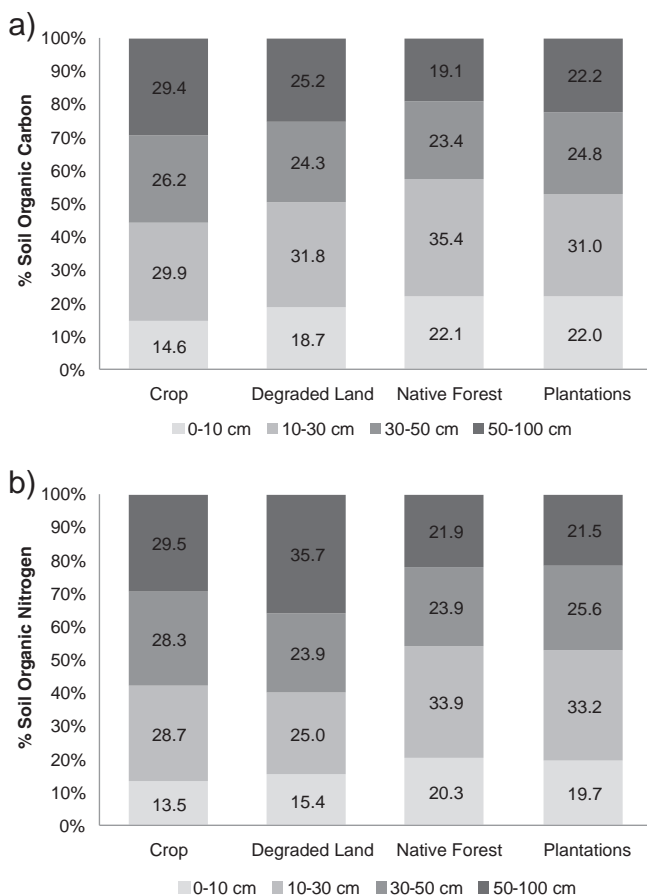 a)
% Soil Organic Carbon
100%
90%
80%
70%
60%
50%
40%
30%
20%
10%
0%
29.4 25.2 19.1 22.2
26.2 24.3 23.4 24.8
29.9 31.8 35.4 31.0
14.6 18.7 22.1 22.0
Crop Degraded Land Native Forest Plantations
0-10 cm 10-30 cm 30-50 cm 50-100 cm
b)
% Soil Organic Nitrogen
100%
90%
80%
70%
60%
50%
40%
30%
20%
10%
0%
29.5 35.7 21.9 21.5
28.3 23.9 23.9 25.6
28.7 25.0 33.9 33.2
13.5 15.4 20.3 19.7
Crop Degraded Land Native Forest Plantations
0-10 cm 10-30 cm 30-50 cm 50-100 cm